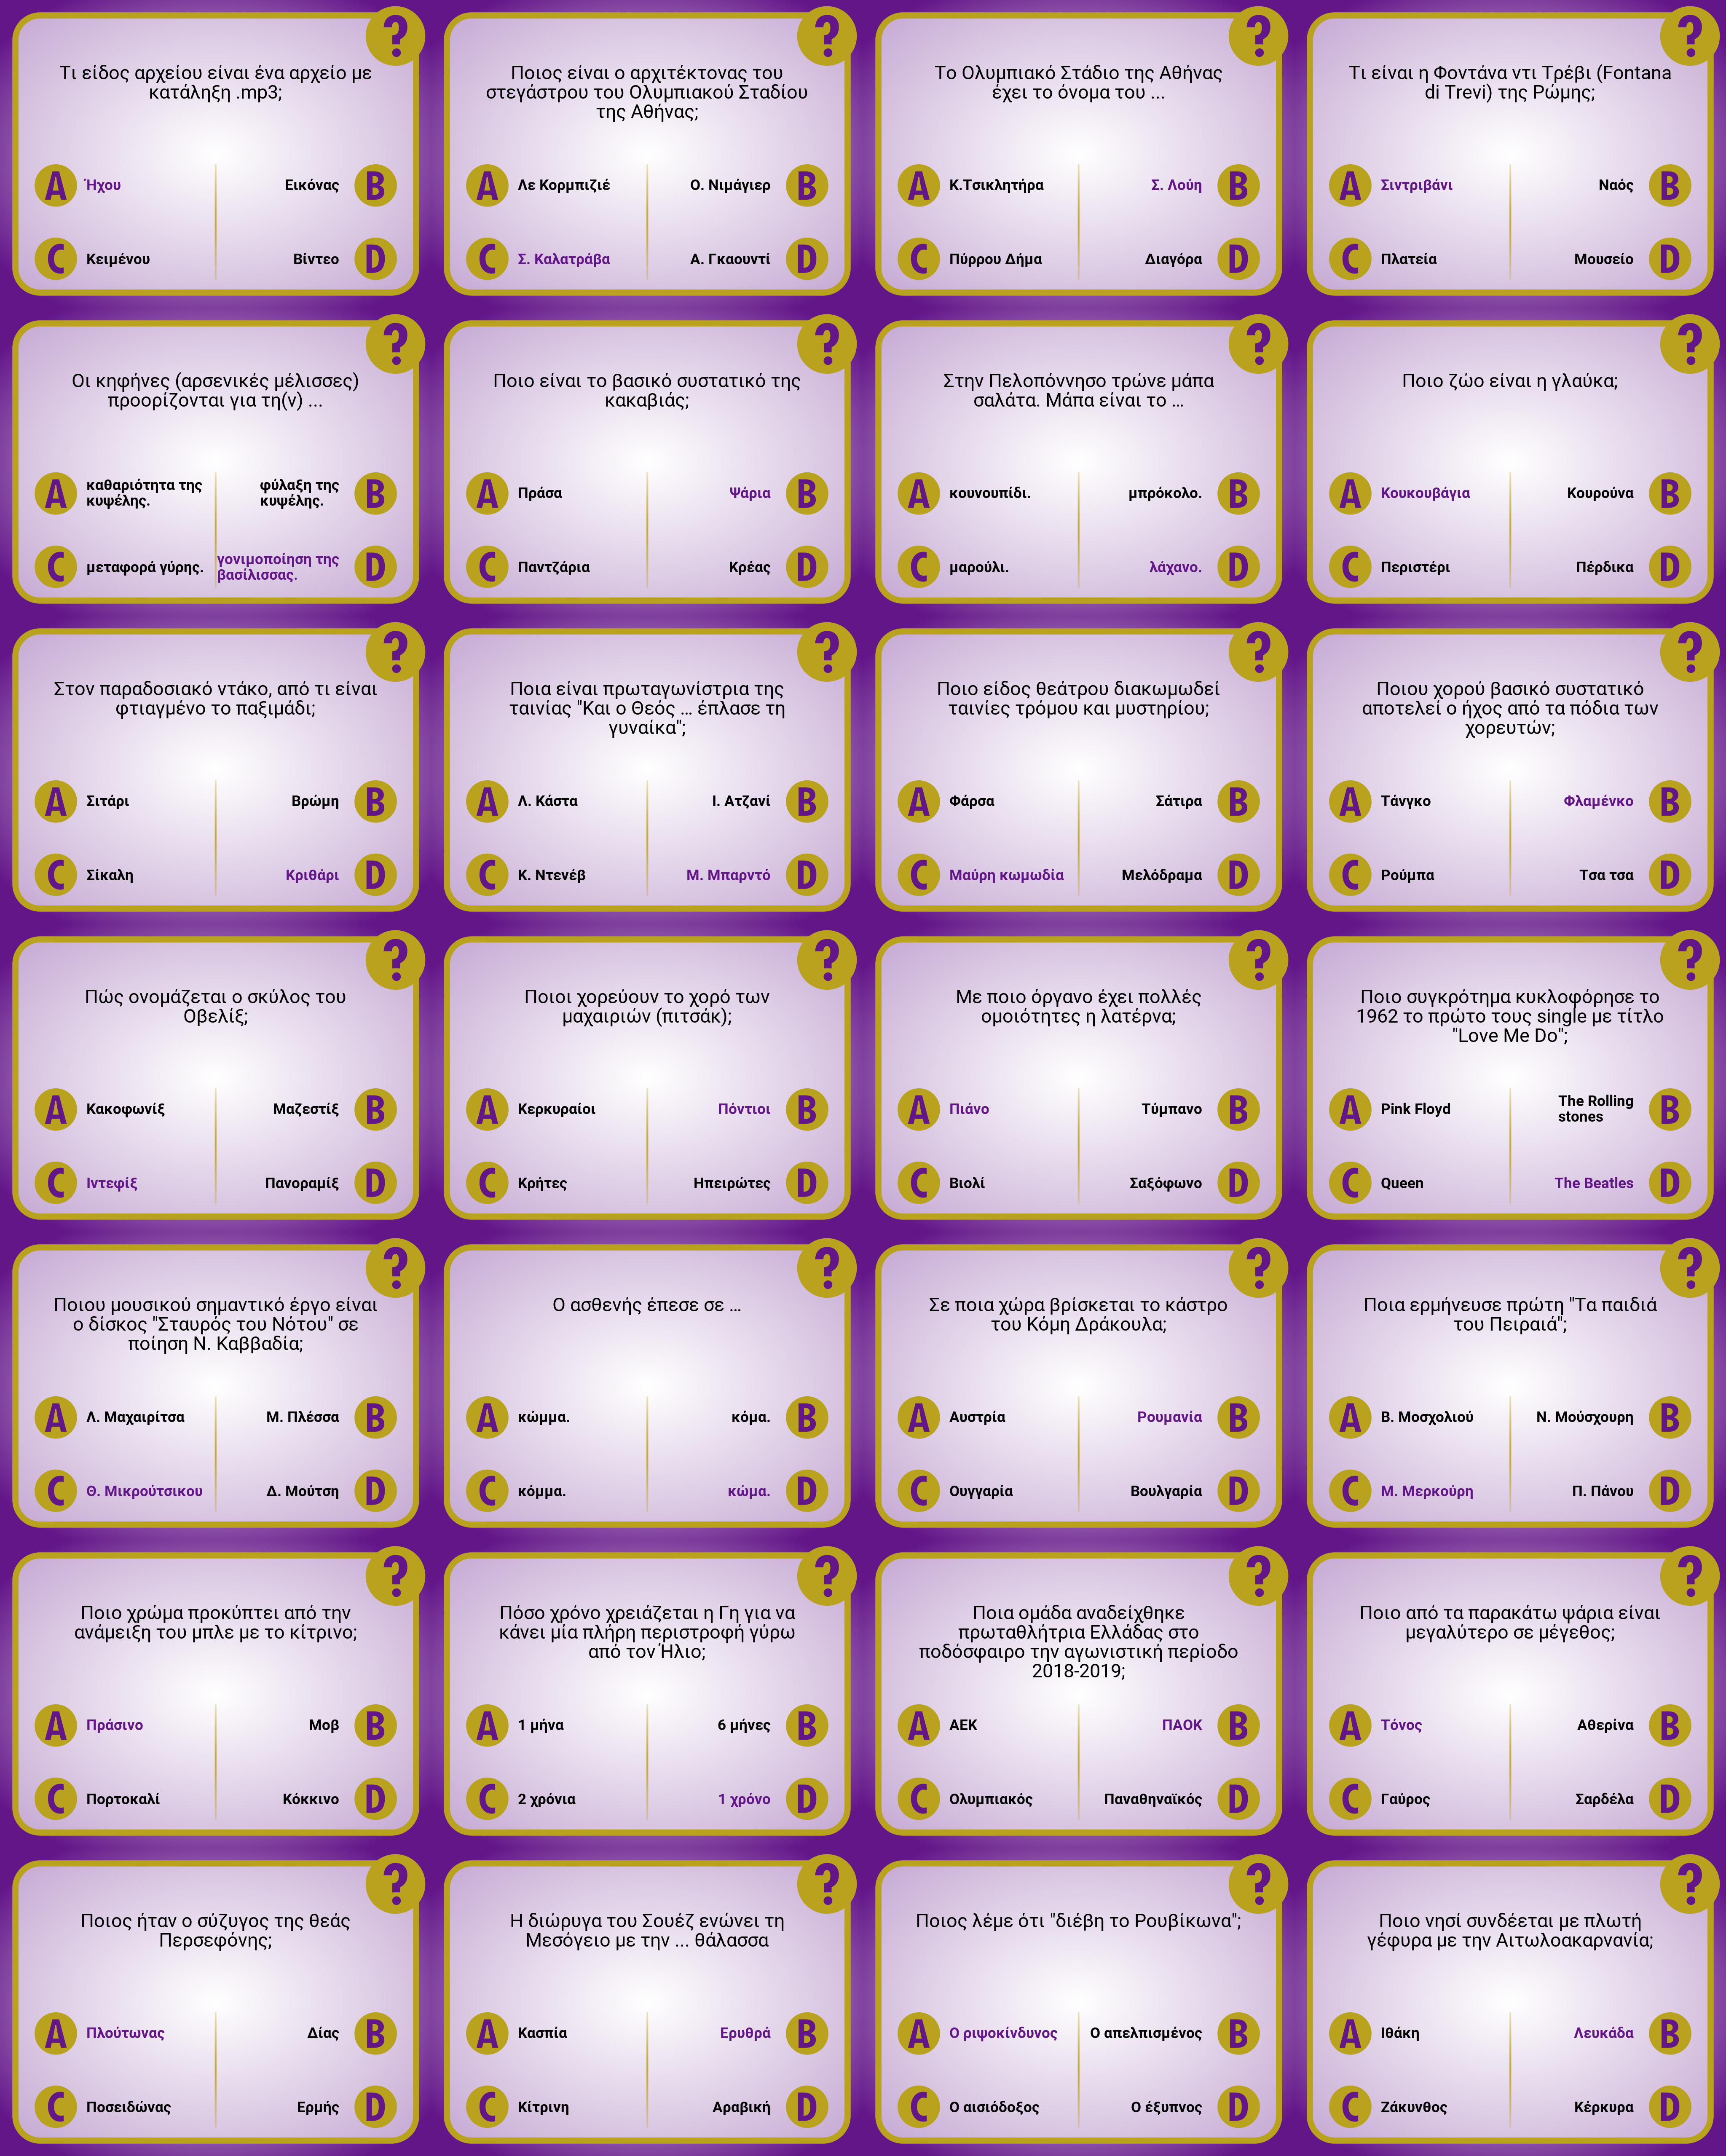 ?
Τι είδος αρχείου είναι ένα αρχείο με
κατάληξη .mp3;
A Ήχου
Εικόνας B
C Κειμένου
Βίντεο D
?
Ποιος είναι ο αρχιτέκτονας του
στεγάστρου του Ολυμπιακού Σταδίου
της Αθήνας;
A Λε Κορμπιζιέ
Ο. Νιμάγιερ B
C Σ. Καλατράβα
Α. Γκαουντί D
?
Το Ολυμπιακό Στάδιο της Αθήνας
έχει το όνομα του ...
A Κ.Τσικλητήρα
Σ. Λούη B
C Πύρρου Δήμα
Διαγόρα D
?
Τι είναι η Φοντάνα ντι Τρέβι (Fontana
di Trevi) της Ρώμης;
A Σιντριβάνι
Ναός B
C Πλατεία
Μουσείο D
?
Οι κηφήνες (αρσενικές μέλισσες)
προορίζονται για τη(ν) ...
A καθαριότητα της
κυψέλης.
φύλαξη της B
κυψέλης.
C μεταφορά γύρης.
γονιμοποίηση της D
βασίλισσας.
?
Ποιο είναι το βασικό συστατικό της
κακαβιάς;
A Πράσα
Ψάρια B
C Παντζάρια
Κρέας D
?
Στην Πελοπόννησο τρώνε μάπα
σαλάτα. Μάπα είναι το ...
A κουνουπίδι.
μπρόκολο. B
C μαρούλι.
λάχανο. D
?
Ποιο ζώο είναι η γλαύκα;
A Κουκουβάγια
Κουρούνα B
C Περιστέρι
Πέρδικα D
?
Στον παραδοσιακό ντάκο, από τι είναι
φτιαγμένο το παξιμάδι;
A Σιτάρι
Βρώμη B
C Σίκαλη
Κριθάρι D
?
Ποια είναι πρωταγωνίστρια της
ταινίας "Και ο Θεός ... έπλασε τη
γυναίκα";
A Λ. Κάστα
Ι. Ατζανί B
C Κ. Ντενέβ
Μ. Μπαρντό D
?
Ποιο είδος θεάτρου διακωμωδεί
ταινίες τρόμου και μυστηρίου;
A Φάρσα
Σάτιρα B
C Μαύρη κωμωδία
Μελόδραμα D
?
Ποιου χορού βασικό συστατικό
αποτελεί ο ήχος από τα πόδια των
χορευτών;
A Τάνγκο
Φλαμένκο B
C Ρούμπα
Τσα τσα D
?
Πώς ονομάζεται ο σκύλος του
Οβελίξ;
A Κακοφωνίξ
Μαζεστίξ B
C Ιντεφίξ
Πανοραμίξ D
?
Ποιοι χορεύουν το χορό των
μαχαιριών (πιτσάκ);
A Κερκυραίοι
Πόντιοι B
C Κρήτες
Ηπειρώτες D
?
Με ποιο όργανο έχει πολλές
ομοιότητες η λατέρνα;
A Πιάνο
Τύμπανο B
C Βιολί
Σαξόφωνο D
?
Ποιο συγκρότημα κυκλοφόρησε το
1962 το πρώτο τους single με τίτλο
"Love Me Do";
A Pink Floyd
The Rolling B
stones
C Queen
The Beatles D
?
Ποιου μουσικού σημαντικό έργο είναι
ο δίσκος "Σταυρός του Νότου" σε
ποίηση Ν. Καββαδία;
A Λ. Μαχαιρίτσα
Μ. Πλέσσα B
C Θ. Μικρούτσικου
Δ. Μούτση D
?
Ο ασθενής έπεσε σε ...
A κώμμα.
κόμα. B
C κόμμα.
κώμα. D
?
Σε ποια χώρα βρίσκεται το κάστρο
του Κόμη Δράκουλα;
A Αυστρία
Ρουμανία B
C Ουγγαρία
Βουλγαρία D
?
Ποια ερμήνευσε πρώτη "Τα παιδιά
του Πειραιά";
A Β. Μοσχολιού
Ν. Μούσχουρη B
C Μ. Μερκούρη
Π. Πάνου D
?
Ποιο χρώμα προκύπτει από την
ανάμειξη του μπλε με το κίτρινο;
A Πράσινο
Μοβ B
C Πορτοκαλί
Κόκκινο D
?
Πόσο χρόνο χρειάζεται η Γη για να
κάνει μία πλήρη περιστροφή γύρω
από τον Ήλιο;
A 1 μήνα
6 μήνες B
C 2 χρόνια
1 χρόνο D
?
Ποια ομάδα αναδείχθηκε
πρωταθλήτρια Ελλάδας στο
ποδόσφαιρο την αγωνιστική περίοδο
2018-2019;
A ΑΕΚ
ΠΑΟΚ B
C Ολυμπιακός
Παναθηναϊκός D
?
Ποιο από τα παρακάτω ψάρια είναι
μεγαλύτερο σε μέγεθος;
A Τόνος
Αθερίνα B
C Γαύρος
Σαρδέλα D
?
Ποιος ήταν ο σύζυγος της θεάς
Περσεφόνης;
A Πλούτωνας
Δίας B
C Ποσειδώνας
Ερμής D
?
Η διώρυγα του Σουέζ ενώνει τη
Μεσόγειο με την ... θάλασσα
A Κασπία
Ερυθρά B
C Κίτρινη
Αραβική D
?
Ποιος λέμε ότι "διέβη το Ρουβίκωνα";
A Ο ριψοκίνδυνος
Ο απελπισμένος B
C Ο αισιόδοξος
Ο έξυπνος D
?
Ποιο νησί συνδέεται με πλωτή
γέφυρα με την Αιτωλοακαρνανία;
A Ιθάκη
Λευκάδα B
C Ζάκυνθος
Κέρκυρα D